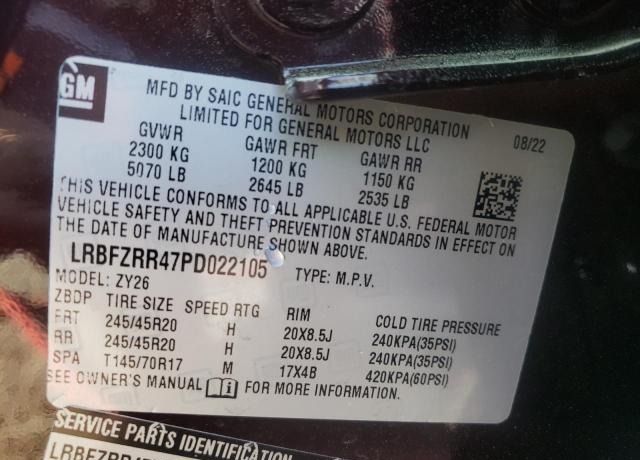 GM
MFD BY SAIC GENERAL MOTORS CORPORATION
LIMITED FOR GENERAL MOTORS LLC
08/22
GVWR GAWR FRT GAWR RR
2300 KG 1200 KG 1150 KG
5070 LB 2645 LB 2535 LB
THIS VEHICLE CONFORMS TO ALL APPLICABLE U.S. FEDERAL MOTOR
VEHICLE SAFETY AND THEFT PREVENTION STANDARDS IN EFFECT ON
THE DATE OF MANUFACTURE SHOWN ABOVE.
LRBFZRR47PD022105 TYPE: M.P.V.
MODEL: ZY26
ZBDP TIRE SIZE SPEED RTG RIM COLD TIRE PRESSURE
FRT 245/45R20 H 20X8.5J 240KPA(35PSI)
RR 245/45R20 H 20X8.5J 240KPA(35PSI)
SPA T145/70R17 M 17X4B 420KPA(60PSI)
SEE OWNER'S MANUAL FOR MORE INFORMATION.
SERVICE PARTS IDENTIFICATION